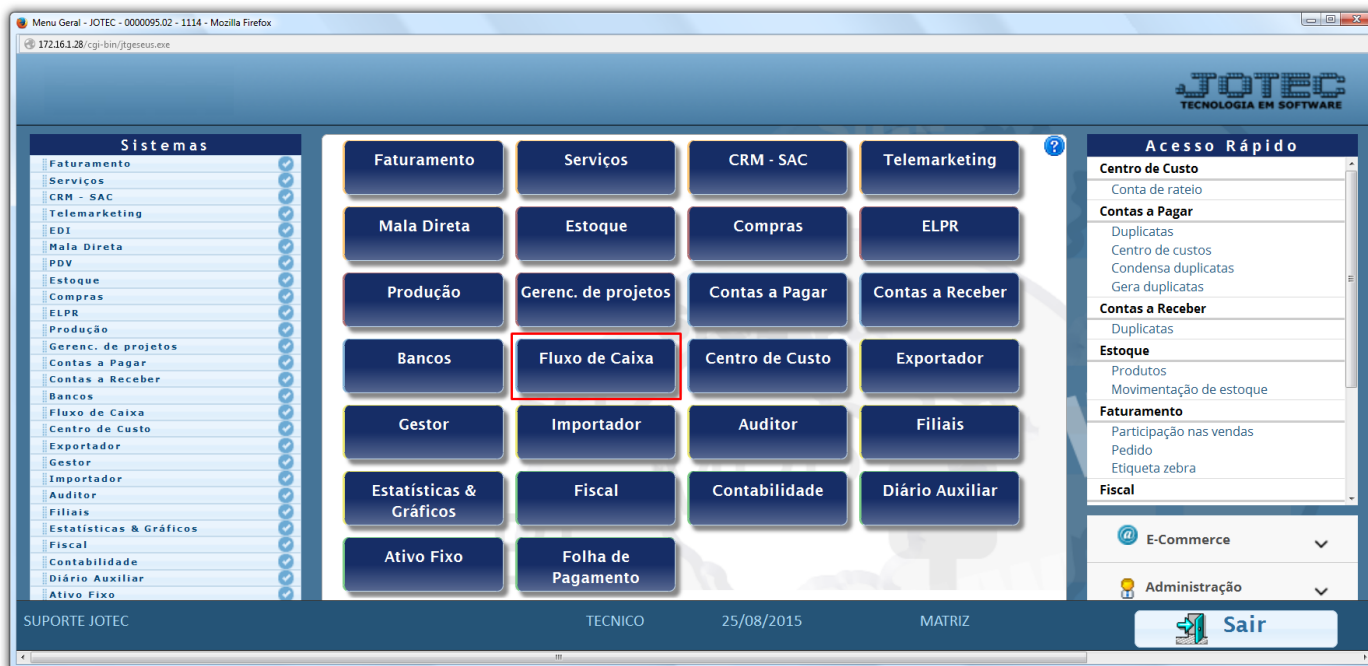 Menu Geral - JOTEC - 0000095.02 - 1114 - Mozilla Firefox
172.16.1.28/cgi-bin/jtgeseus.exe
JOTEC
TECNOLOGIA EM SOFTWARE
Sistemas
Faturamento
Serviços
CRM - SAC
Telemarketing
EDI
Mala Direta
PDV
Estoque
Compras
ELPR
Produção
Gerenc. de projetos
Contas a Pagar
Contas a Receber
Bancos
Fluxo de Caixa
Centro de Custo
Exportador
Gestor
Importador
Auditor
Filiais
Estatísticas & Gráficos
Fiscal
Contabilidade
Diário Auxiliar
Ativo Fixo
Faturamento
Serviços
CRM - SAC
Telemarketing
Mala Direta
Estoque
Compras
ELPR
Produção
Gerenc. de projetos
Contas a Pagar
Contas a Receber
Bancos
Fluxo de Caixa
Centro de Custo
Exportador
Gestor
Importador
Auditor
Filiais
Estatísticas &
Gráficos
Fiscal
Contabilidade
Diário Auxiliar
Ativo Fixo
Folha de
Pagamento
?
Acesso Rápido
Centro de Custo
Conta de rateio
Contas a Pagar
Duplicatas
Centro de custos
Condensa duplicatas
Gera duplicatas
Contas a Receber
Duplicatas
Estoque
Produtos
Movimentação de estoque
Faturamento
Participação nas vendas
Pedido
Etiqueta zebra
Fiscal
@ E-Commerce
Administração
SUPORTE JOTEC
TECNICO
25/08/2015
MATRIZ
Sair